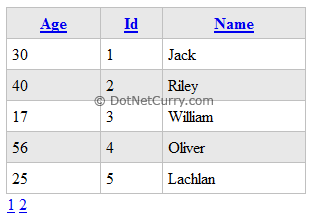 Age Id Name
30 1 Jack
40 2 Riley
© DotNetCurry.com
17 3 William
56 4 Oliver
25 5 Lachlan
1 2